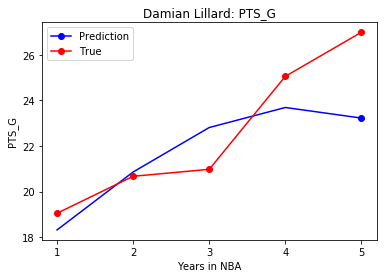 Damian Lillard: PTS_G
Prediction
True
PTS_G
26
24
22
20
18
1 2 3 4 5
Years in NBA